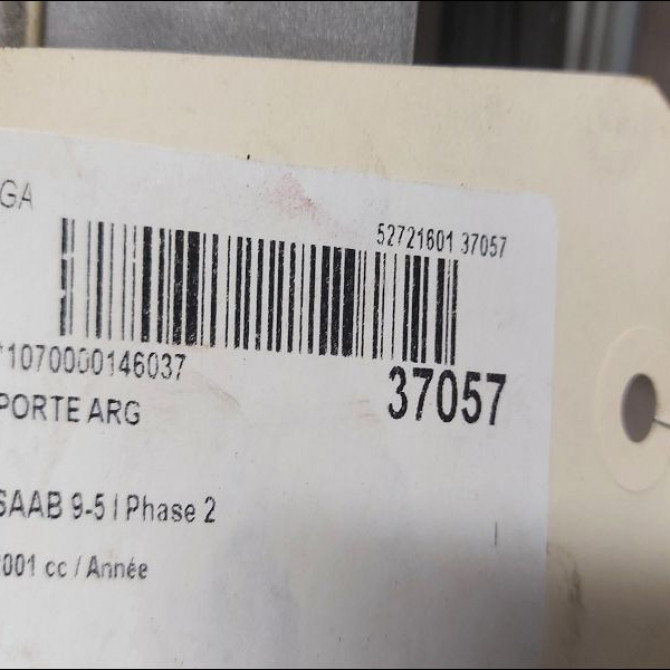 GA
52721601 37057
*1070000146037
37057
PORTE ARG
SAAB 9-5 I Phase 2
001 cc / Année